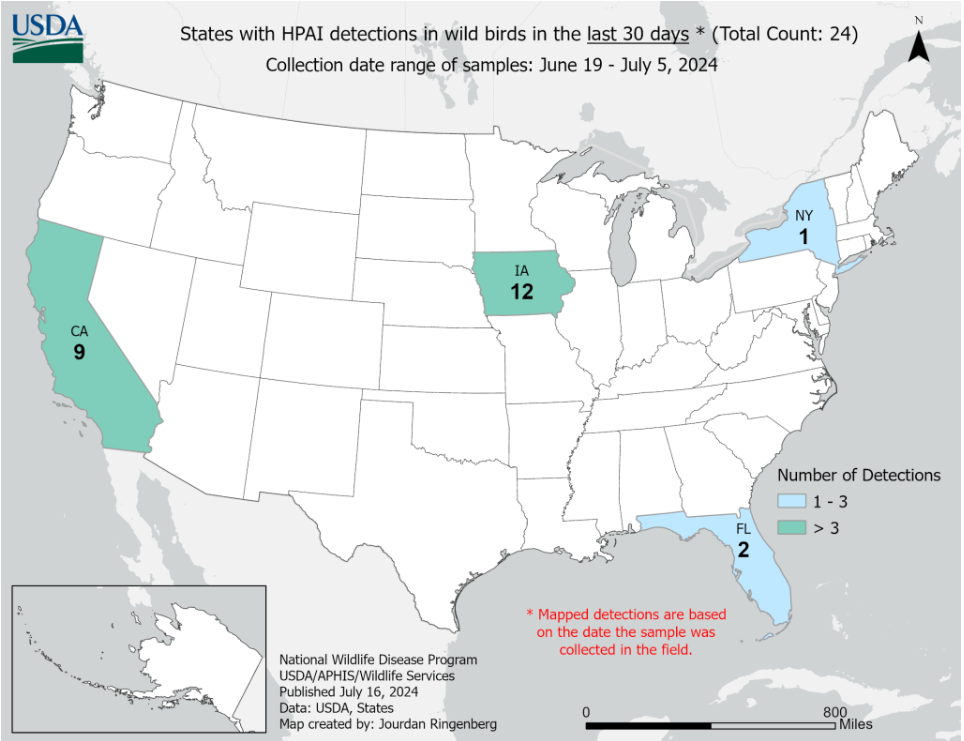 USDA
States with HPAI detections in wild birds in the last 30 days * (Total Count: 24)
Collection date range of samples: June 19 - July 5, 2024
N
NY
1
IA
12
CA
9
Number of Detections
1 - 3
> 3
FL
2
* Mapped detections are based
on the date the sample was
collected in the field.
National Wildlife Disease Program
USDA/APHIS/Wildlife Services
Published July 16, 2024
Data: USDA, States
Map created by: Jourdan Ringenberg
0 800
Miles